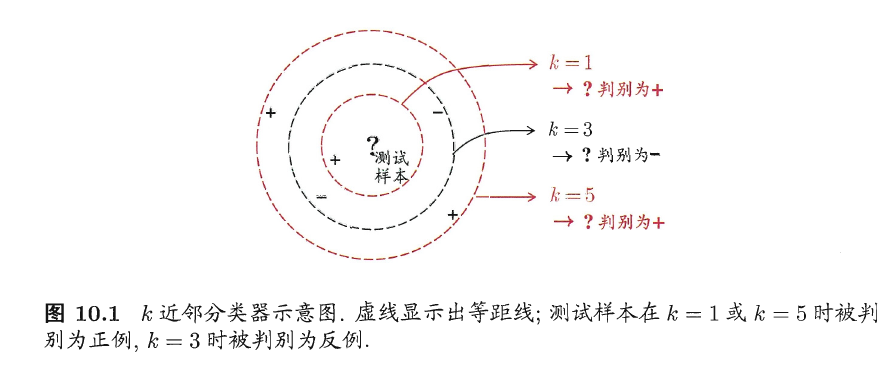 k = 1
→ ? 判别为+
+
−
k = 3
→ ? 判别为−
?
测试
样本
+
−
+
k = 5
→ ? 判别为+
图 10.1 k 近邻分类器示意图. 虚线显示出等距线; 测试样本在 k = 1 或 k = 5 时被判
别为正例, k = 3 时被判别为反例.